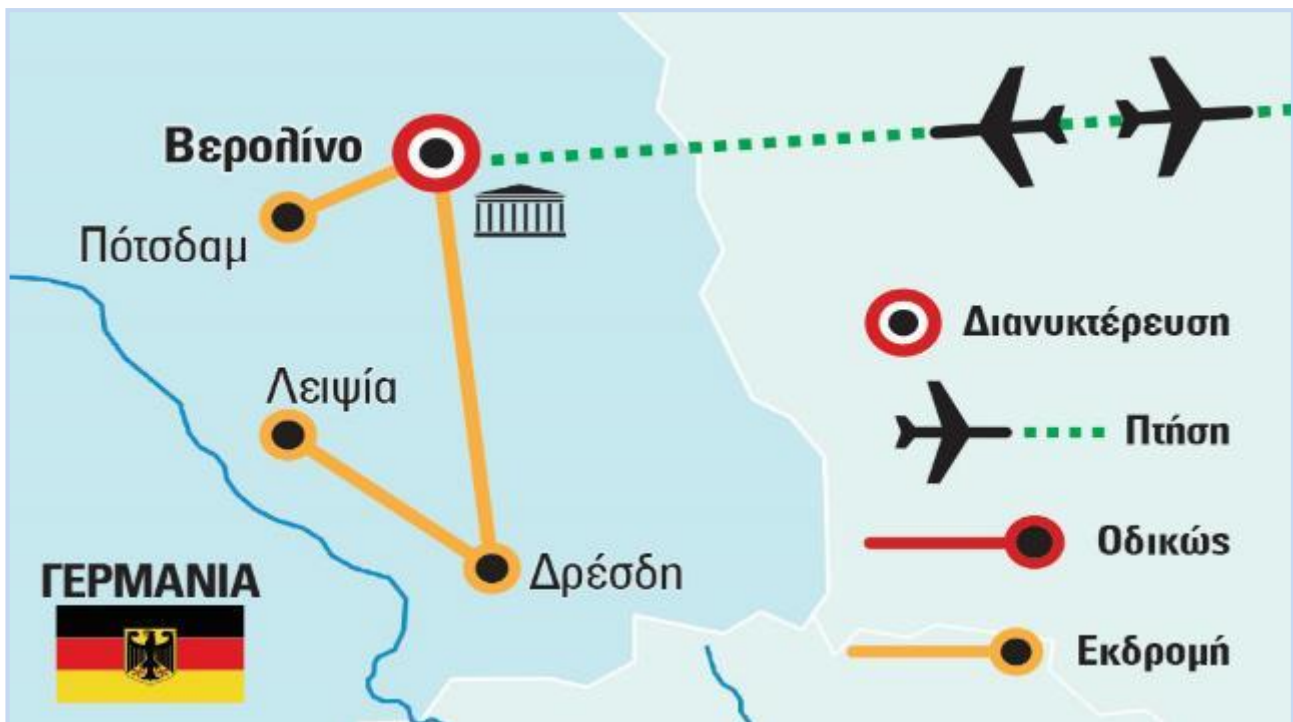 Βερολίνο
Πότσδαμ
Λειψία
Δρέσδη
ΓΕΡΜΑΝΙΑ
Διανυκτέρευση
Πτήση
Οδικώς
Εκδρομή